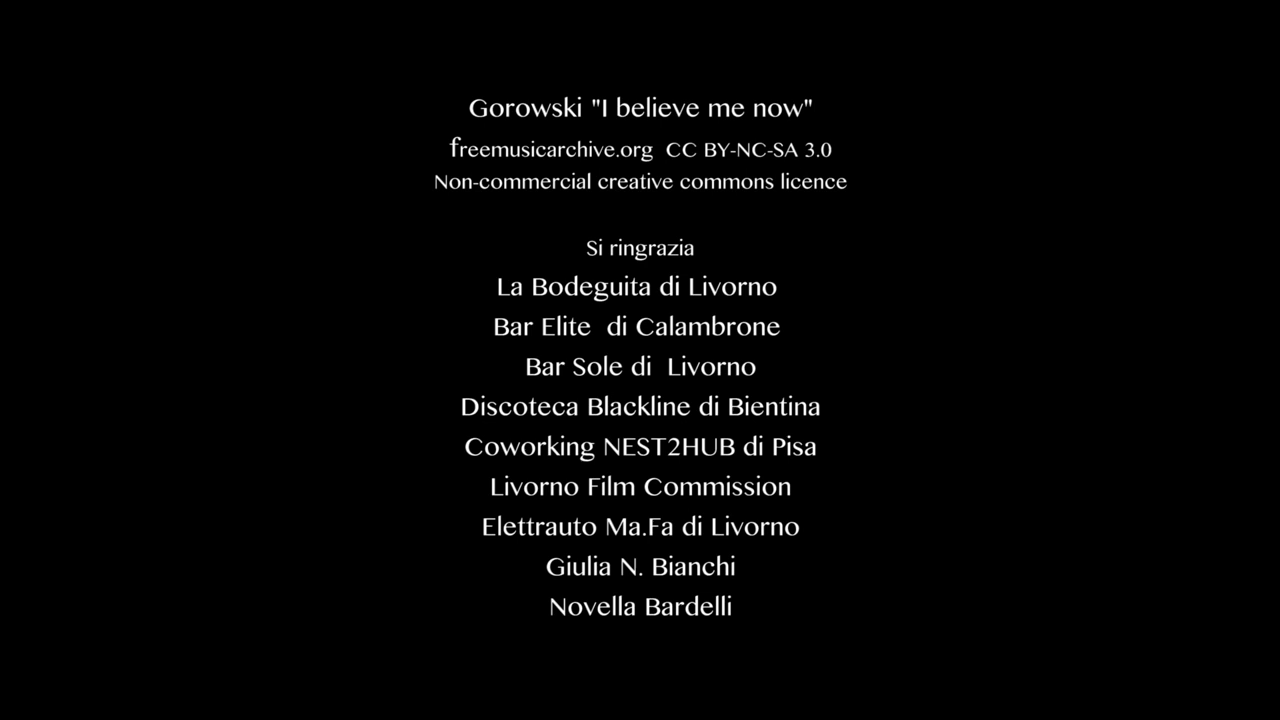 Gorowski "I believe me now"
freemusicarchive.org  CC BY-NC-SA 3.0
Non-commercial creative commons licence
Si ringrazia
La Bodeguita di Livorno
Bar Elite  di Calambrone
Bar Sole di  Livorno
Discoteca Blackline di Bientina
Coworking NEST2HUB di Pisa
Livorno Film Commission
Elettrauto Ma.Fa di Livorno
Giulia N. Bianchi
Novella Bardelli